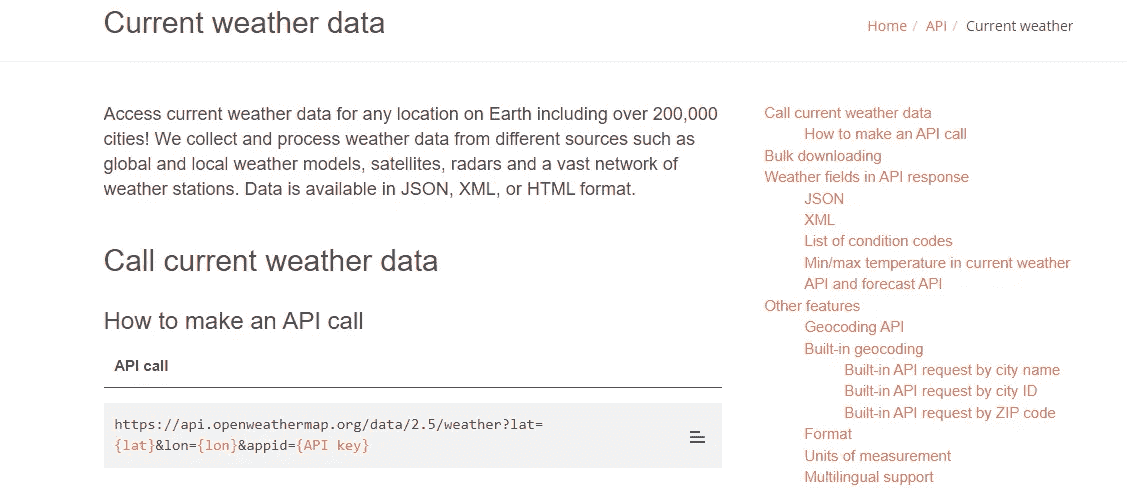 Current weather data
Home / API / Current weather
Access current weather data for any location on Earth including over 200,000
cities! We collect and process weather data from different sources such as
global and local weather models, satellites, radars and a vast network of
weather stations. Data is available in JSON, XML, or HTML format.
Call current weather data
How to make an API call
API call
https://api.openweathermap.org/data/2.5/weather?lat=
{lat}&lon={lon}&appid={API key}
Call current weather data
How to make an API call
Bulk downloading
Weather fields in API response
JSON
XML
List of condition codes
Min/max temperature in current weather
API and forecast API
Other features
Geocoding API
Built-in geocoding
Built-in API request by city name
Built-in API request by city ID
Built-in API request by ZIP code
Format
Units of measurement
Multilingual support